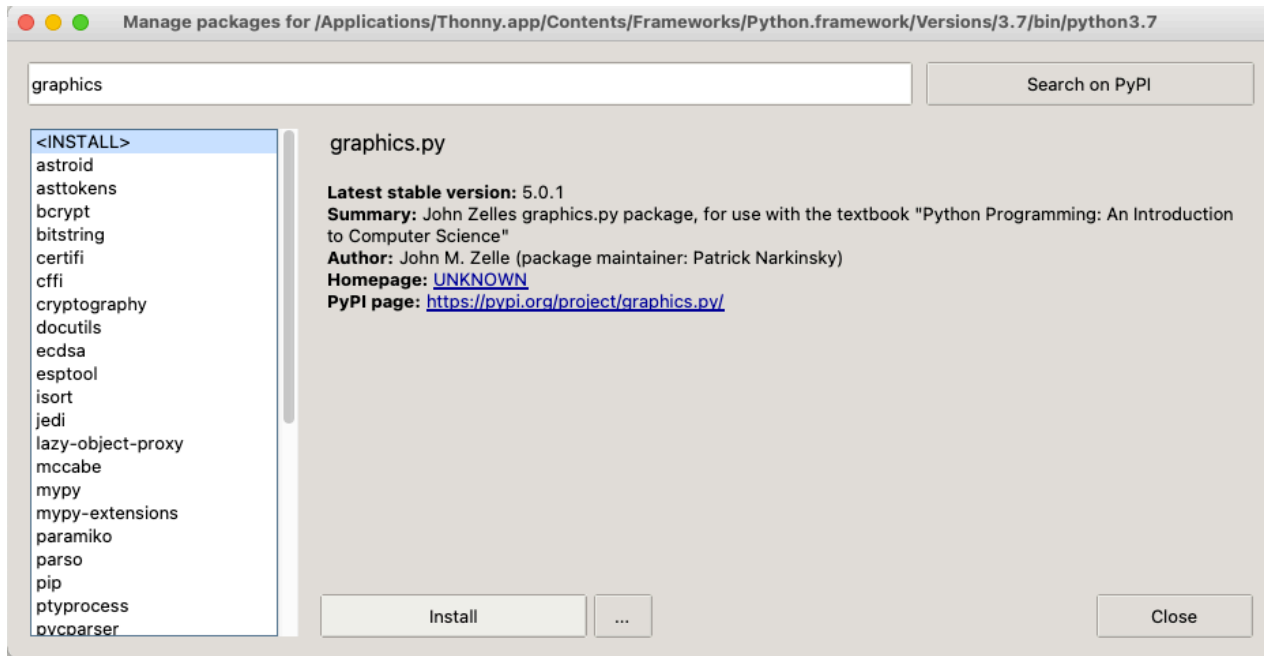 Manage packages for /Applications/Thonny.app/Contents/Frameworks/Python.framework/Versions/3.7/bin/python3.7
graphics
Search on PyPI
<INSTALL>
astroid
asttokens
bcrypt
bitstring
certifi
cffi
cryptography
docutils
ecdsa
esptool
isort
jedi
lazy-object-proxy
mccabe
mypy
mypy-extensions
paramiko
parso
pip
ptyprocess
pycparser
graphics.py
Latest stable version: 5.0.1
Summary: John Zelles graphics.py package, for use with the textbook "Python Programming: An Introduction
to Computer Science"
Author: John M. Zelle (package maintainer: Patrick Narkinsky)
Homepage: UNKNOWN
PyPI page: https://pypi.org/project/graphics.py/
Install
...
Close